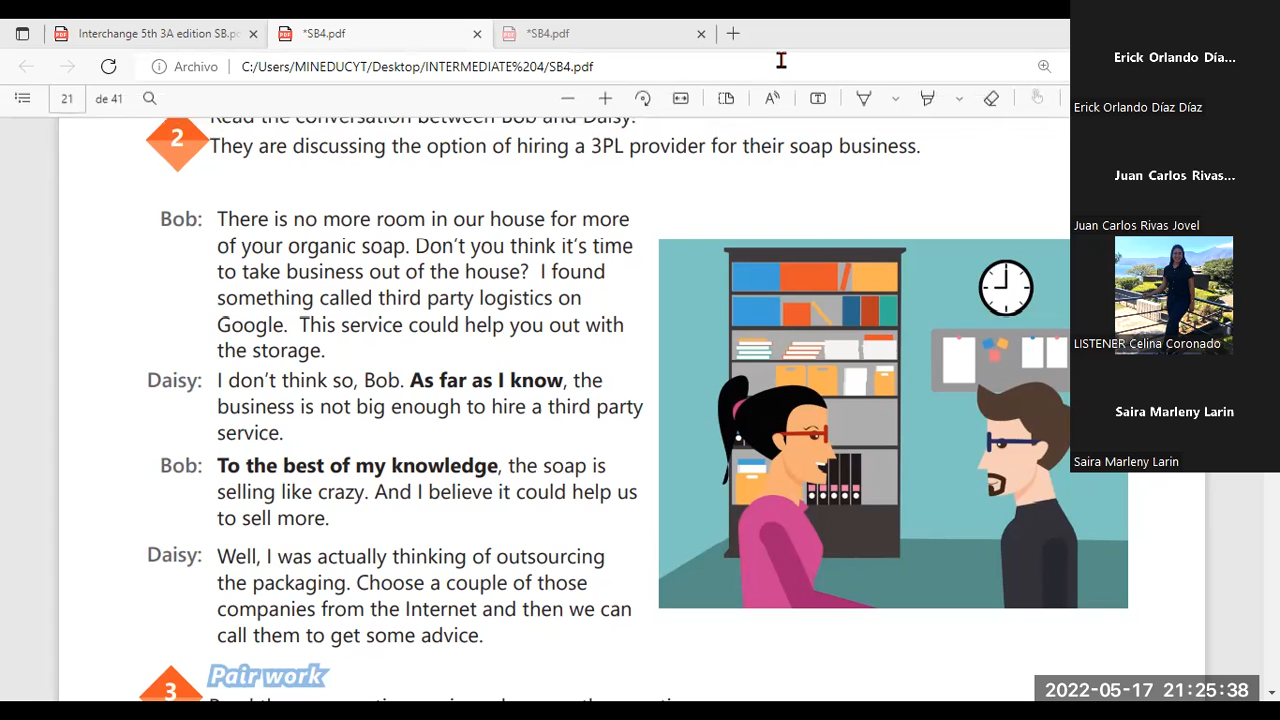 Interchange 5th 3A edition SB.pc
*SB4.pdf
*SB4.pdf
Archivo
C:/Users/MINEDUCYT/Desktop/INTERMEDIATE%204/SB4.pdf
21
de 41
Read the conversation between Bob and Daisy.
2
They are discussing the option of hiring a 3PL provider for their soap business.
Bob: There is no more room in our house for more
of your organic soap. Don't you think it's time
to take business out of the house? I found
something called third party logistics on
Google. This service could help you out with
the storage.
Daisy: I don't think so, Bob. As far as I know, the
business is not big enough to hire a third party
service.
Bob: To the best of my knowledge, the soap is
selling like crazy. And I believe it could help us
to sell more.
Daisy: Well, I was actually thinking of outsourcing
the packaging. Choose a couple of those
companies from the Internet and then we can
call them to get some advice.
Pair work
3
Erick Orlando Día...
Erick Orlando Díaz Díaz
Juan Carlos Rivas...
Juan Carlos Rivas Jovel
LISTENER Celina Coronado
Saira Marleny Larin
Saira Marleny Larin
2022-05-17 21:25:38